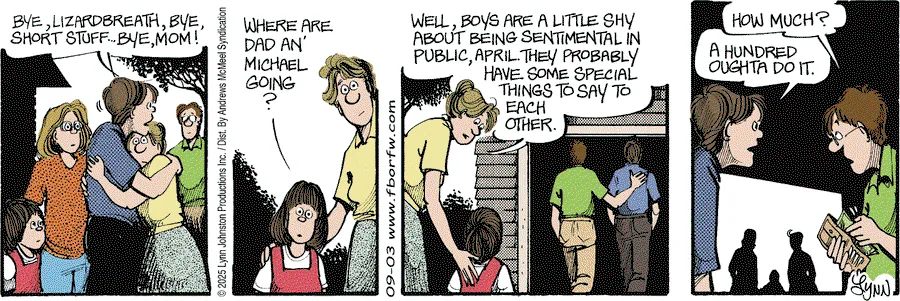 BYE, LIZARDBREATH, BYE,
SHORT STUFF...BYE, MOM!
© 2025 Lynn Johnston Productions Inc. / Dist. By Andrews McMeel Syndication
WHERE ARE
DAD AN'
MICHAEL
GOING
?
09-03 www.fborfw.com
WELL, BOYS ARE A LITTLE SHY
ABOUT BEING SENTIMENTAL IN
PUBLIC, APRIL. THEY PROBABLY
HAVE SOME SPECIAL
THINGS TO SAY TO
EACH
OTHER.
HOW MUCH?
A HUNDRED
OUGHTA DO IT.
LYNN